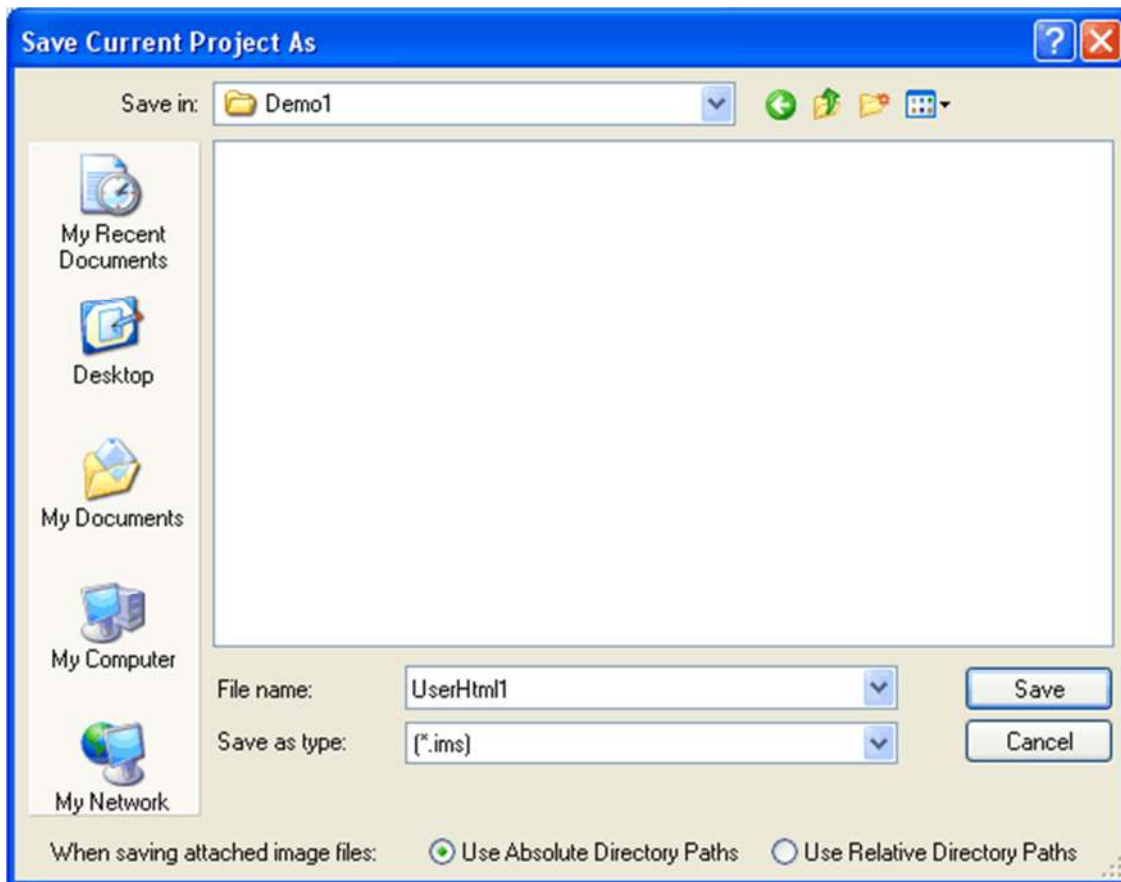 Save Current Project As
Save in: Demo1
My Recent
Documents
Desktop
My Documents
My Computer
My Network
File name: UserHtml1 Save
Save as type: (*.ims) Cancel
When saving attached image files: Use Absolute Directory Paths Use Relative Directory Paths